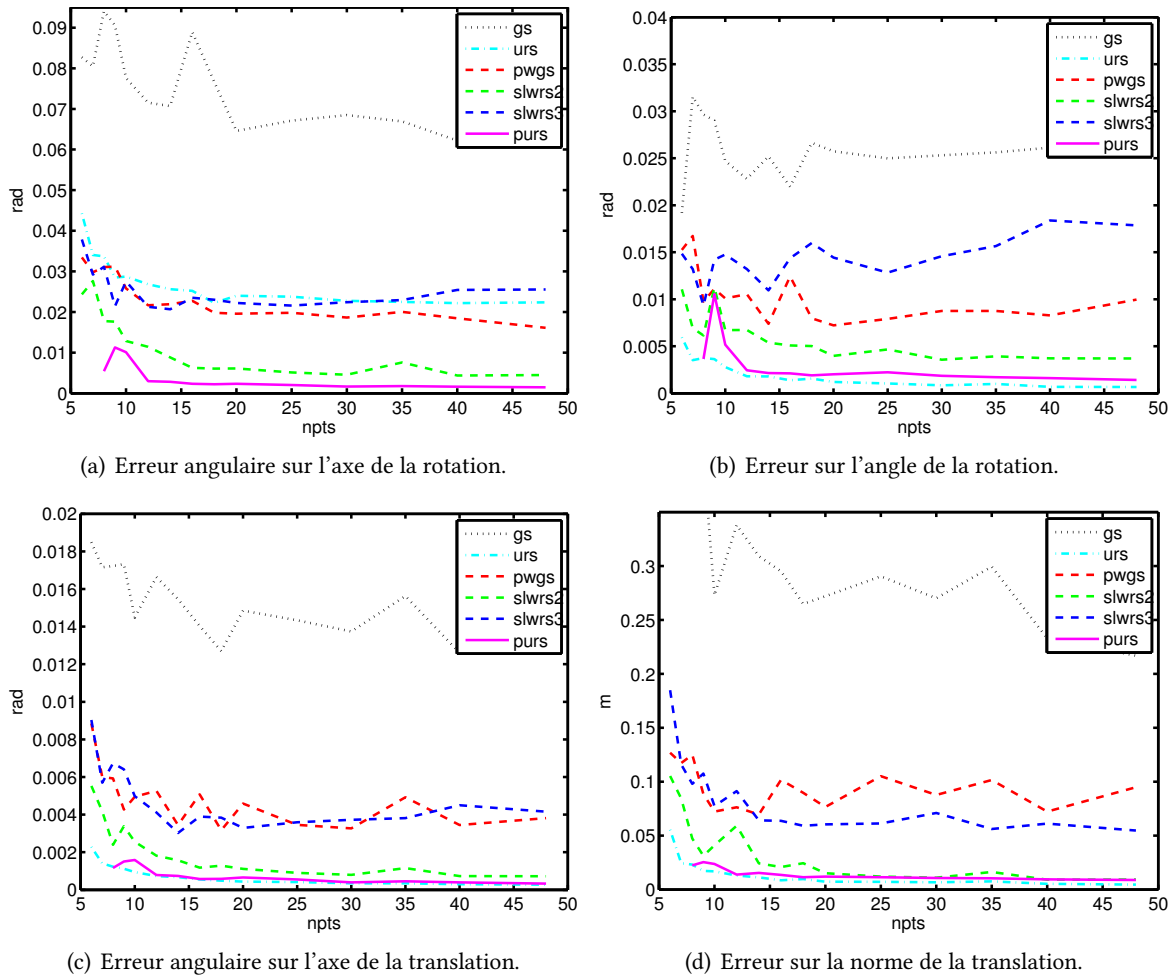 0.09
0.08
0.07
0.06
0.05
0.04
0.03
0.02
0.01
0
rad
5 10 15 20 25 30 35 40 45 50
npts
gs
urs
pwgs
slwrs2
slwrs3
purs
(a) Erreur angulaire sur l'axe de la rotation.
0.04
0.035
0.03
0.025
0.02
0.015
0.01
0.005
0
rad
5 10 15 20 25 30 35 40 45 50
npts
gs
urs
pwgs
slwrs2
slwrs3
purs
(b) Erreur sur l'angle de la rotation.
0.02
0.018
0.016
0.014
0.012
0.01
0.008
0.006
0.004
0.002
0
rad
5 10 15 20 25 30 35 40 45 50
npts
gs
urs
pwgs
slwrs2
slwrs3
purs
(c) Erreur angulaire sur l'axe de la translation.
0.3
0.25
0.2
0.15
0.1
0.05
0
m
5 10 15 20 25 30 35 40 45 50
npts
gs
urs
pwgs
slwrs2
slwrs3
purs
(d) Erreur sur la norme de la translation.